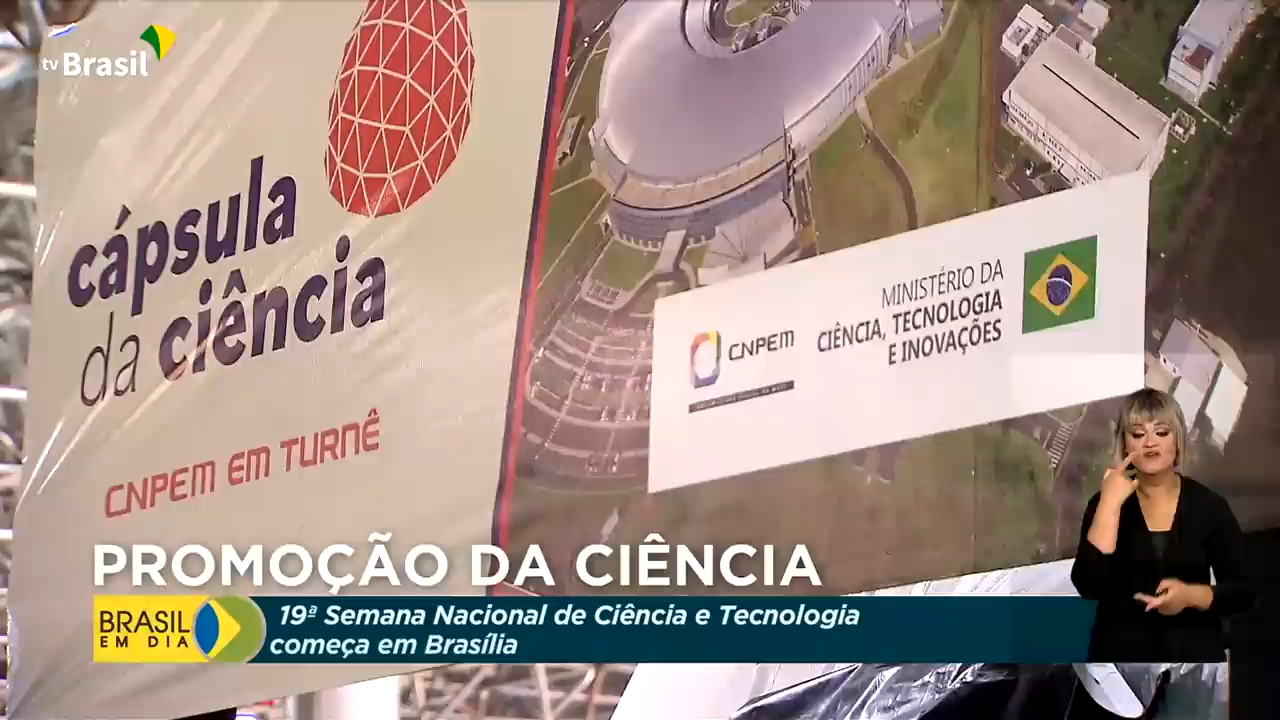 tv Brasil
cápsula
da ciência
CNPEM EM TURNÊ
CNPEM
MINISTÉRIO DA
CIÊNCIA, TECNOLOGIA
E INOVAÇÕES
PROMOÇÃO DA CIÊNCIA
BRASIL
EM DIA
19ª Semana Nacional de Ciência e Tecnologia
começa em Brasília